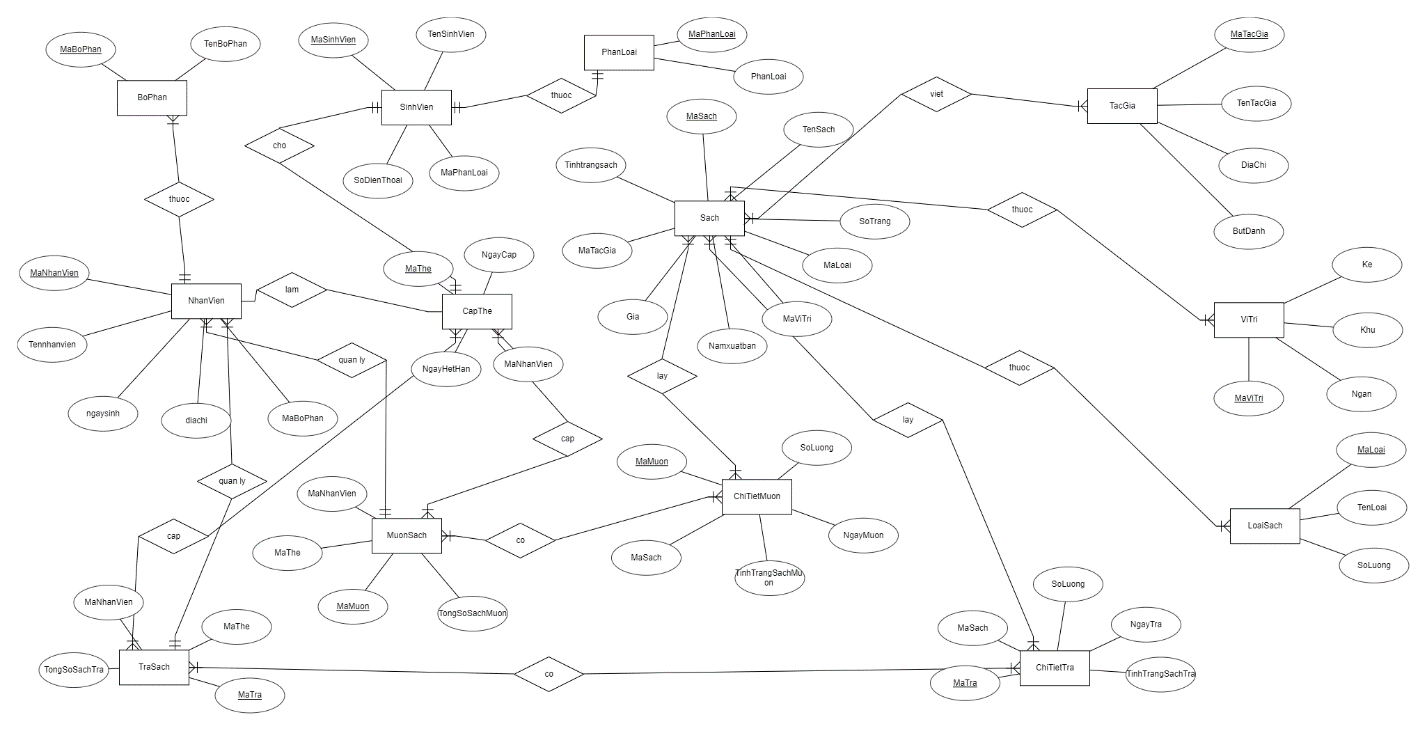 MaBoPhan
TenBoPhan
BoPhan
thuoc
MaSinhVien
TenSinhVien
SinhVien
SoDienThoai
MaPhanLoai
thuoc
PhanLoai
MaPhanLoai
PhanLoai
cho
MaSach
TenSach
Tinhtrangsach
Sach
SoTrang
MaTacGia
MaLoai
Gia
Namxuatban
MaViTri
viet
TacGia
MaTacGia
TenTacGia
DiaChi
ButDanh
thuoc
ViTri
Ke
Khu
Ngan
MaViTri
MaNhanVien
NhanVien
Tennhanvien
ngaysinh
diachi
MaBoPhan
lam
MaThe
NgayCap
CapThe
NgayHetHan
MaNhanVien
quan ly
quan ly
cap
cap
lay
lay
thuoc
LoaiSach
MaLoai
TenLoai
SoLuong
MaNhanVien
MuonSach
MaThe
MaMuon
TongSoSachMuon
co
MaMuon
SoLuong
ChiTietMuon
NgayMuon
MaSach
TinhTrangSachMu
on
MaNhanVien
MaThe
TongSoSachTra
TraSach
MaTra
co
SoLuong
MaSach
NgayTra
ChiTietTra
MaTra
TinhTrangSachTra